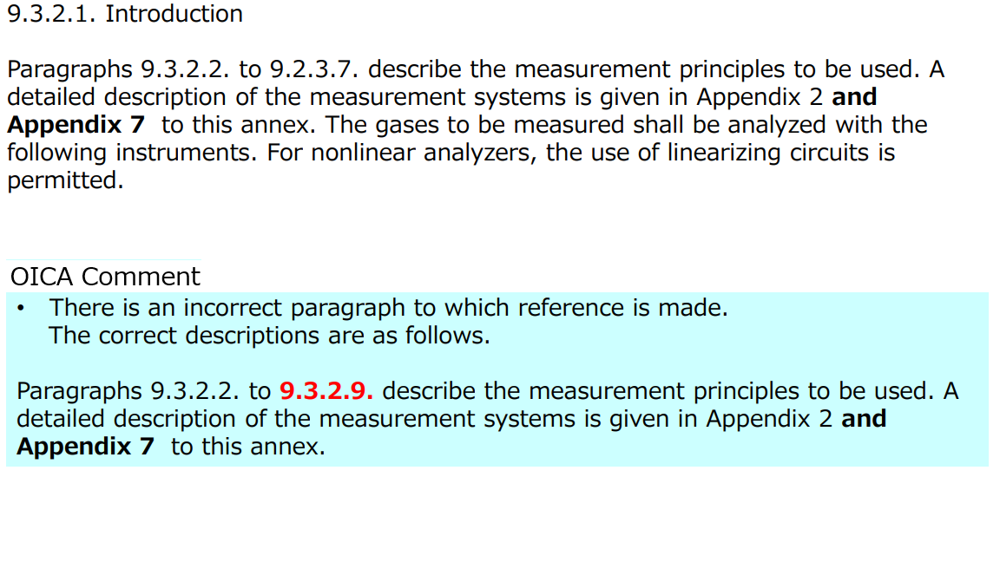 9.3.2.1. Introduction
Paragraphs 9.3.2.2. to 9.2.3.7. describe the measurement principles to be used. A
detailed description of the measurement systems is given in Appendix 2 and
Appendix 7 to this annex. The gases to be measured shall be analyzed with the
following instruments. For nonlinear analyzers, the use of linearizing circuits is
permitted.
OICA Comment
• There is an incorrect paragraph to which reference is made.
The correct descriptions are as follows.
Paragraphs 9.3.2.2. to 9.3.2.9. describe the measurement principles to be used. A
detailed description of the measurement systems is given in Appendix 2 and
Appendix 7 to this annex.